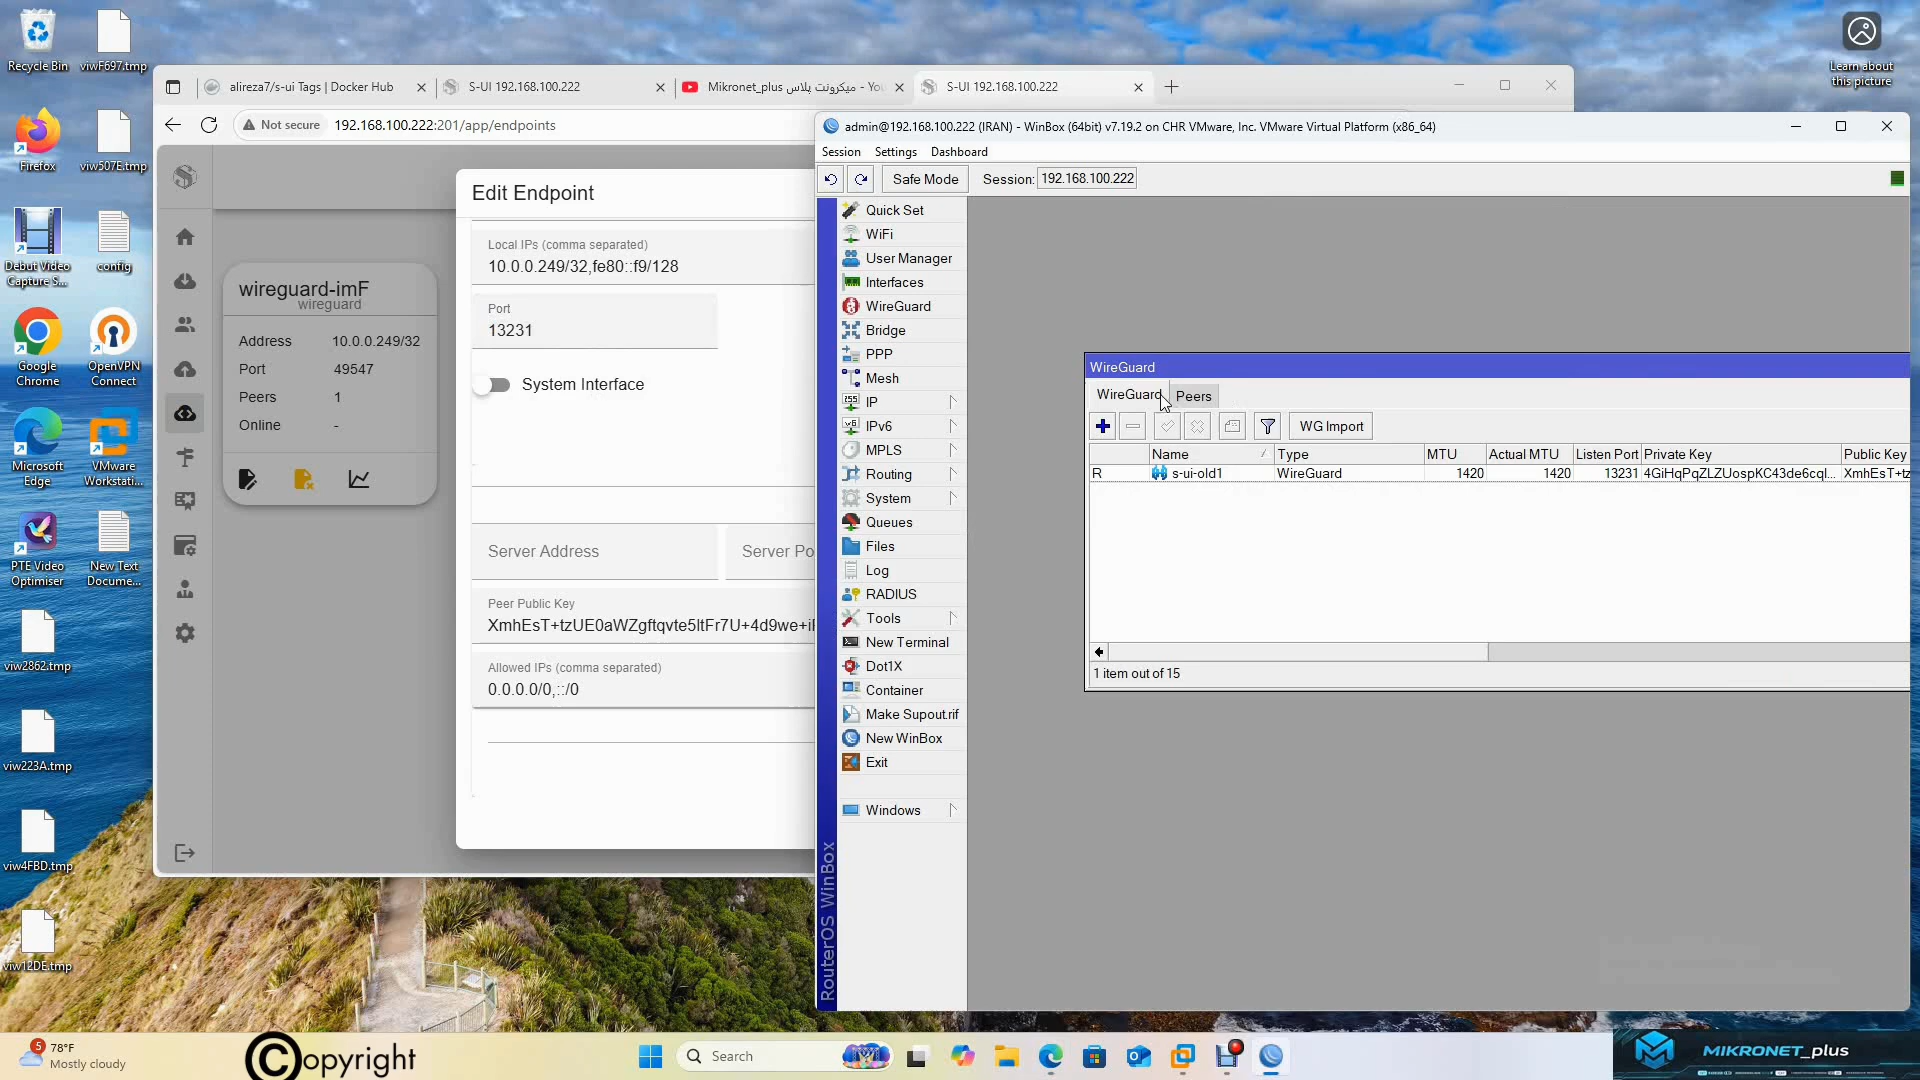 Recycle Bin
viwF697.tmp
Firefox
viw507E.tmp
Debut Video
Capture S...
config
Google
Chrome
OpenVPN
Connect
Microsoft
Edge
VMware
Workstati...
PTE Video
Optimiser
New Text
Docume...
viw2862.tmp
viw223A.tmp
viw4FBD.tmp
viw12DE.tmp
Learn about
this picture
alireza7/s-ui Tags | Docker Hub
S-UI 192.168.100.222
Mikronet_plus میکرونت پلاس - You
S-UI 192.168.100.222
Not secure
192.168.100.222:201/app/endpoints
wireguard-imF
wireguard
Address 10.0.0.249/32
Port 49547
Peers 1
Online -
Edit Endpoint
Local IPs (comma separated)
10.0.0.249/32,fe80::f9/128
Port
13231
System Interface
Server Address
Server Po
Peer Public Key
XmhEsT+tzUE0aWZgftqvte5ltFr7U+4d9we+i
Allowed IPs (comma separated)
0.0.0.0/0,::/0
admin@192.168.100.222 (IRAN) - WinBox (64bit) v7.19.2 on CHR VMware, Inc. VMware Virtual Platform (x86_64)
Session Settings Dashboard
Safe Mode Session: 192.168.100.222
Quick Set
WiFi
User Manager
Interfaces
WireGuard
Bridge
PPP
Mesh
IP
IPv6
MPLS
Routing
System
Queues
Files
Log
RADIUS
Tools
New Terminal
Dot1X
Container
Make Supout.rif
New WinBox
Exit
Windows
RouterOS WinBox
WireGuard
WireGuard Peers
WG Import
Name Type MTU Actual MTU Listen Port Private Key Public Key
R s-ui-old1 WireGuard 1420 1420 13231 4GiHqPqZLZUospKC43de6cql... XmhEsT+tz
1 item out of 15
5
78°F
Mostly cloudy
©opyright
Search
MIKRONET_plus